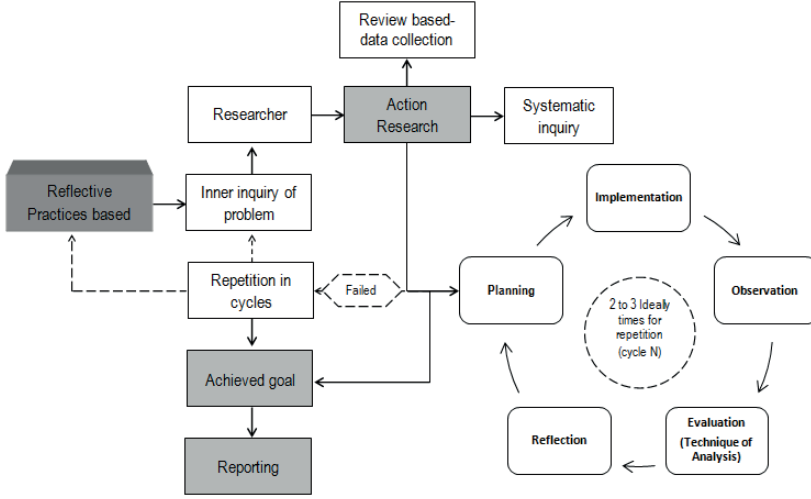 Review based-
data collection
Researcher
Action
Research
Systematic
inquiry
Reflective
Practices based
Inner inquiry of
problem
Implementation
Repetition in
cycles
Failed
Planning
2 to 3 Ideally
times for
repetition
(cycle N)
Observation
Achieved goal
Reflection
Evaluation
(Technique of
Analysis)
Reporting